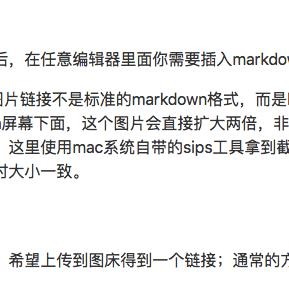 后，在任意编辑器里面你需要插入markdow
图片链接不是标准的markdown格式，而是
屏幕下面，这个图片会直接扩大两倍，非
这里使用mac系统自带的sips工具拿到截
时大小一致。
希望上传到图床得到一个链接；通常的方